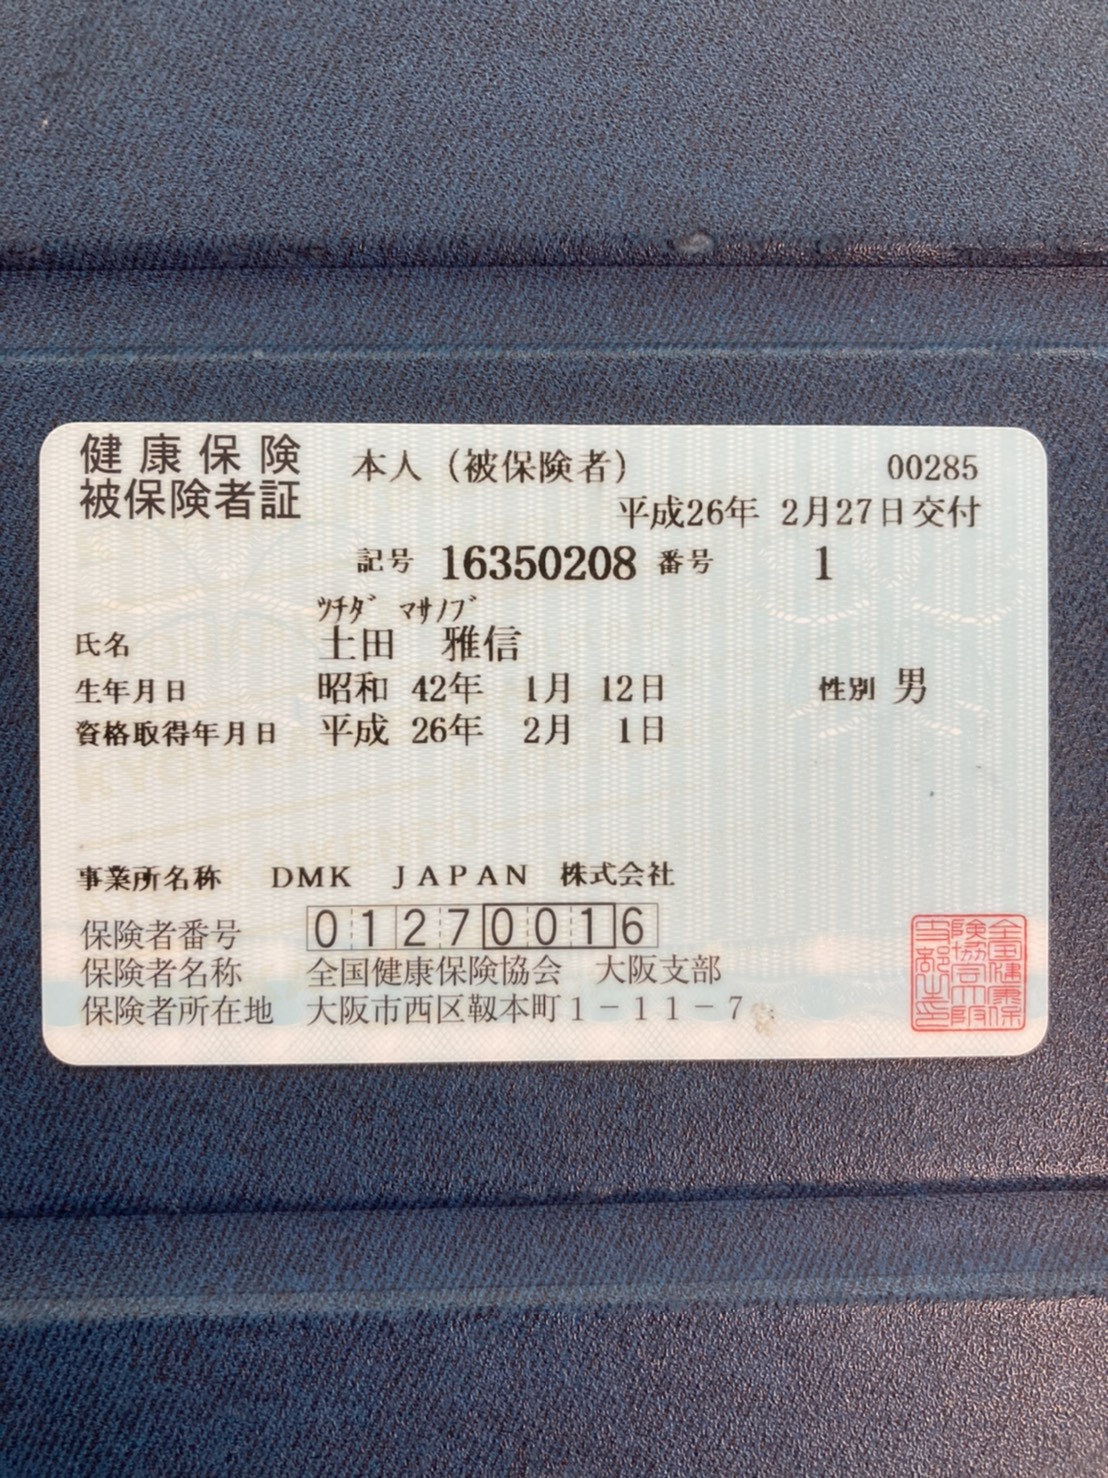 健康保険
被保険者証
本人（被保険者）
00285
平成26年 2月27日交付
記号 16350208 番号 1
ﾂﾁﾀﾞ ﾏｻﾉﾌﾞ
氏名 土田 雅信
生年月日 昭和 42年 1月 12日 性別 男
資格取得年月日 平成 26年 2月 1日
事業所名称 DMK JAPAN 株式会社
保険者番号 01270016
保険者名称 全国健康保険協会 大阪支部
保険者所在地 大阪市西区靱本町1－11－7